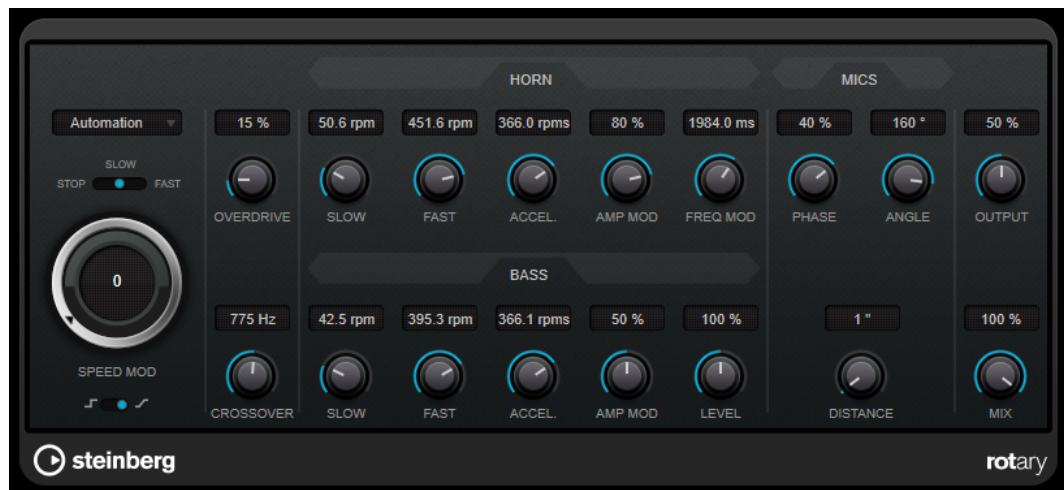 HORN MICS
Automation 15 % 50.6 rpm 451.6 rpm 366.0 rpms 80 % 1984.0 ms 40 % 160 ° 50 %
SLOW
STOP FAST
OVERDRIVE SLOW FAST ACCEL. AMP MOD FREQ MOD PHASE ANGLE OUTPUT
BASS
0
775 Hz 42.5 rpm 395.3 rpm 366.1 rpms 50 % 100 % 1 " 100 %
SPEED MOD
CROSSOVER SLOW FAST ACCEL. AMP MOD LEVEL DISTANCE MIX
steinberg rotary